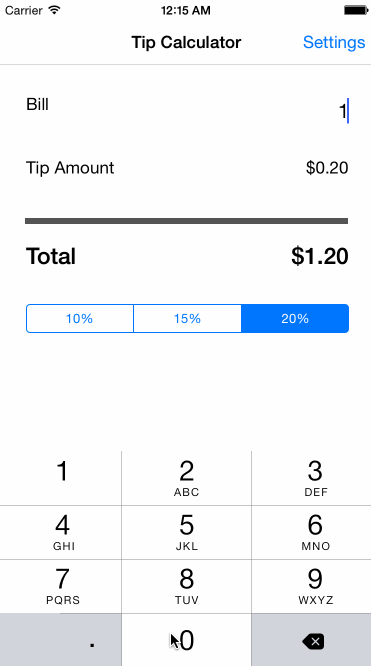 Carrier 12:15 AM
Tip Calculator Settings
Bill 1
Tip Amount $0.20
Total $1.20
10% 15% 20%
1 2 3
ABC DEF
4 5 6
GHI JKL MNO
7 8 9
PQRS TUV WXYZ
. 0